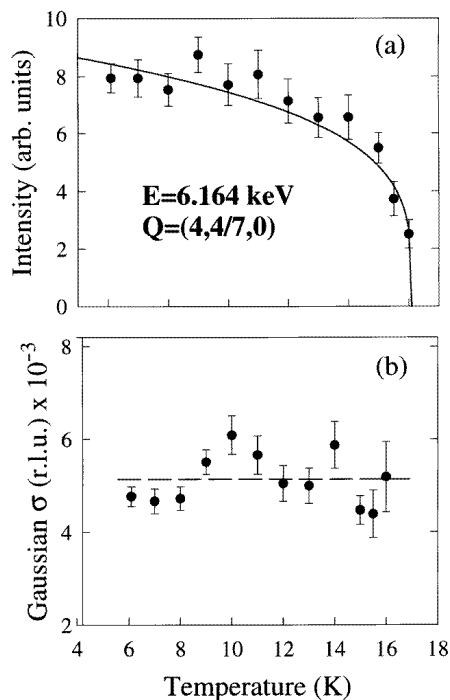 10
(a)
8
6
4
2
0
Intensity (arb. units)
E=6.164 keV
Q=(4,4/7,0)
8
(b)
6
4
2
Gaussian σ (r.l.u.) x 10⁻³
4 6 8 10 12 14 16 18
Temperature (K)